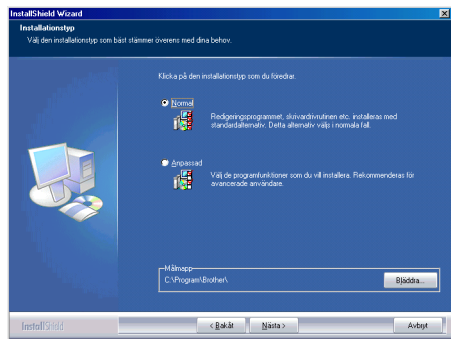 InstallShield Wizard
Installationstyp
Välj den installationstyp som bäst stämmer överens med dina behov.
Klicka på den installationstyp som du föredrar.
Normal
Redigeringsprogrammet, skrivardrivrutinen etc. installeras med
standardalternativ. Detta alternativ väljs i normala fall.
Anpassad
Välj de programfunktioner som du vill installera. Rekommenderas för
avancerade användare.
Målmapp
C:\Program\Brother\
Bläddra...
InstallShield
< Bakåt
Nästa >
Avbryt